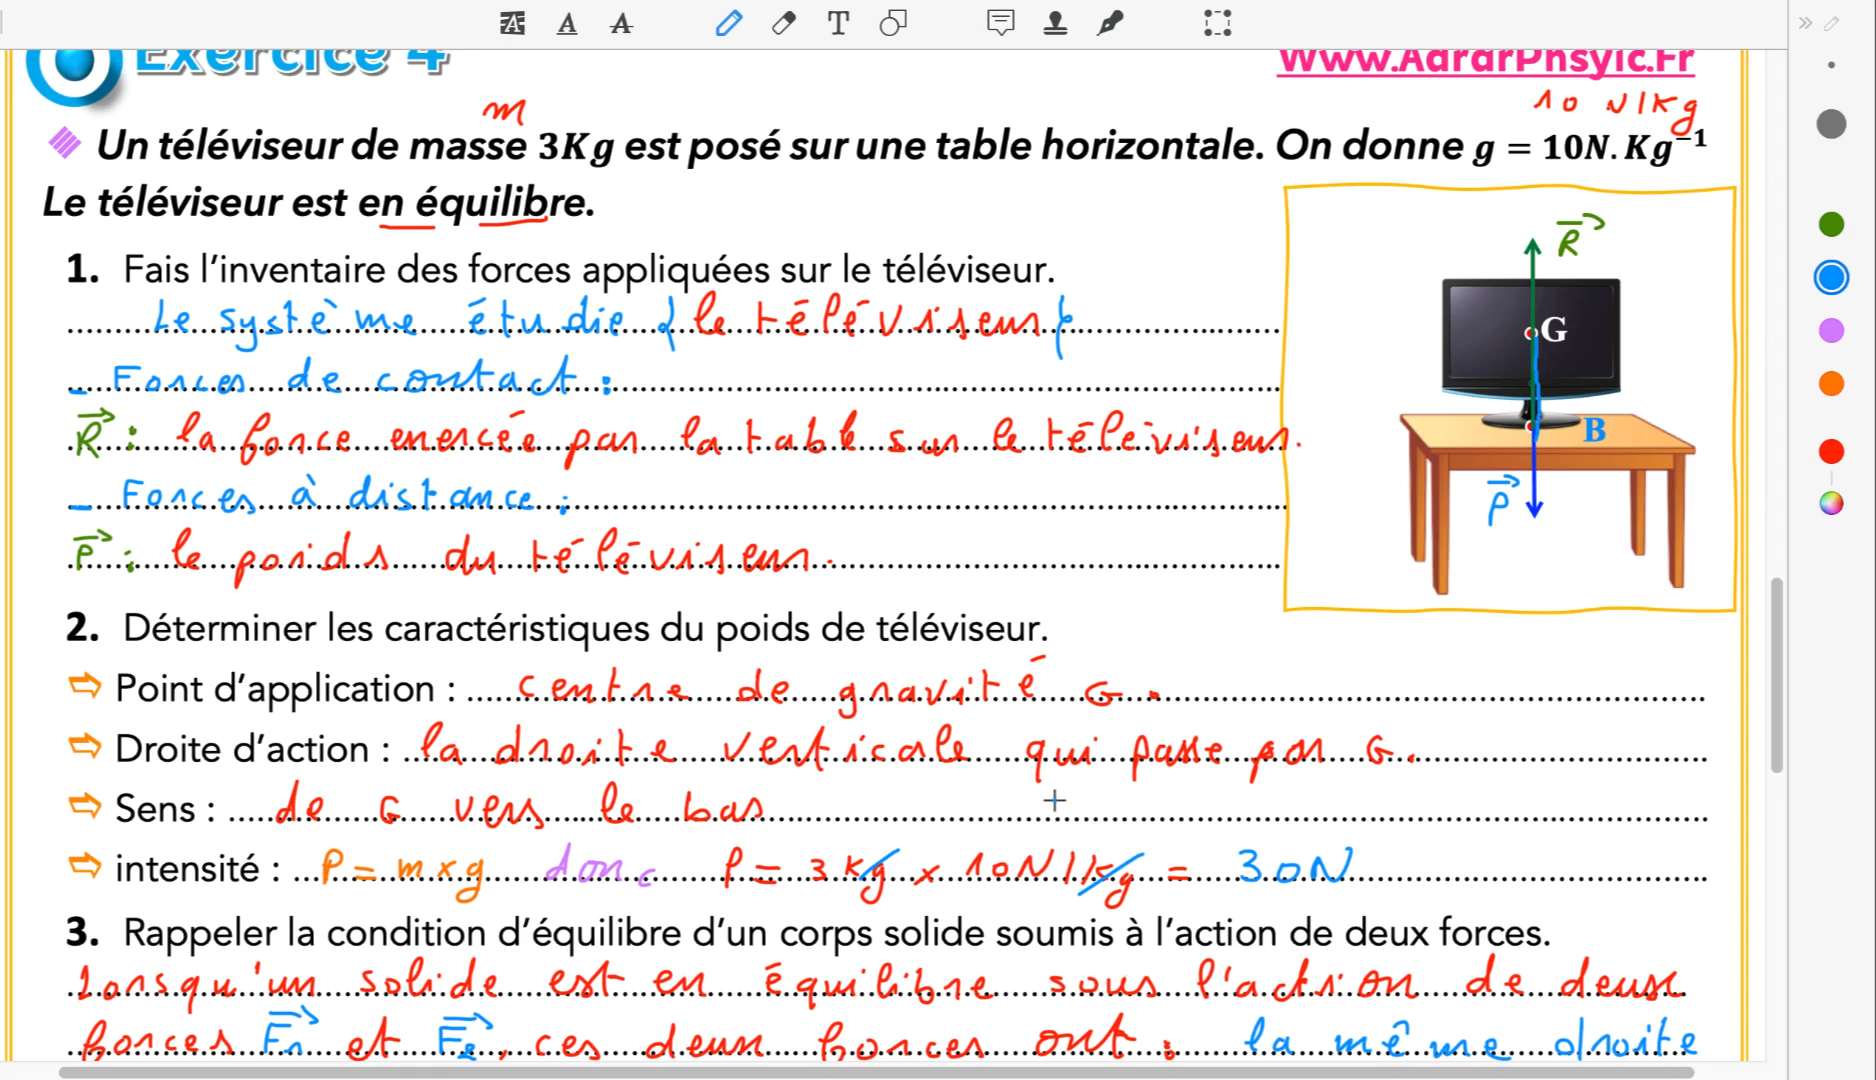 Exercice 4
Www.AdrarPhsyic.Fr
m
10 N/Kg
Un téléviseur de masse 3Kg est posé sur une table horizontale. On donne g = 10N.Kg⁻¹
Le téléviseur est en équilibre.
1. Fais l'inventaire des forces appliquées sur le téléviseur.
Le système étudie { le téléviseur }
_ Forces de contact :
R⃗ : la force exercée par la table sur le téléviseur.
_ Forces à distance :
P⃗ : le poids du téléviseur.
R⃗
G
B
P⃗
2. Déterminer les caractéristiques du poids de téléviseur.
⇨ Point d'application : centre de gravité G.
⇨ Droite d'action : la droite verticale qui passe par G.
⇨ Sens : de G vers le bas
⇨ intensité : P = m x g donc P = 3 Kg x 10 N/Kg = 30N
3. Rappeler la condition d'équilibre d'un corps solide soumis à l'action de deux forces.
Lorsqu'un solide est en équilibre sous l'action de deux
forces F₁⃗ et F₂⃗, ces deux forces ont : la même droite